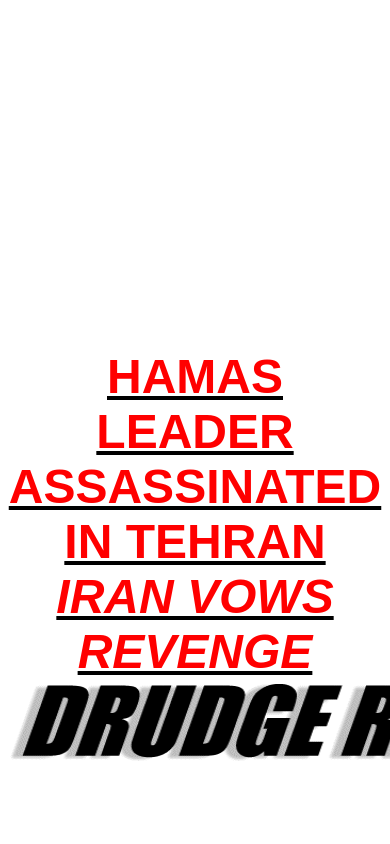 HAMAS
LEADER
ASSASSINATED
IN TEHRAN
IRAN VOWS
REVENGE
DRUDGE R